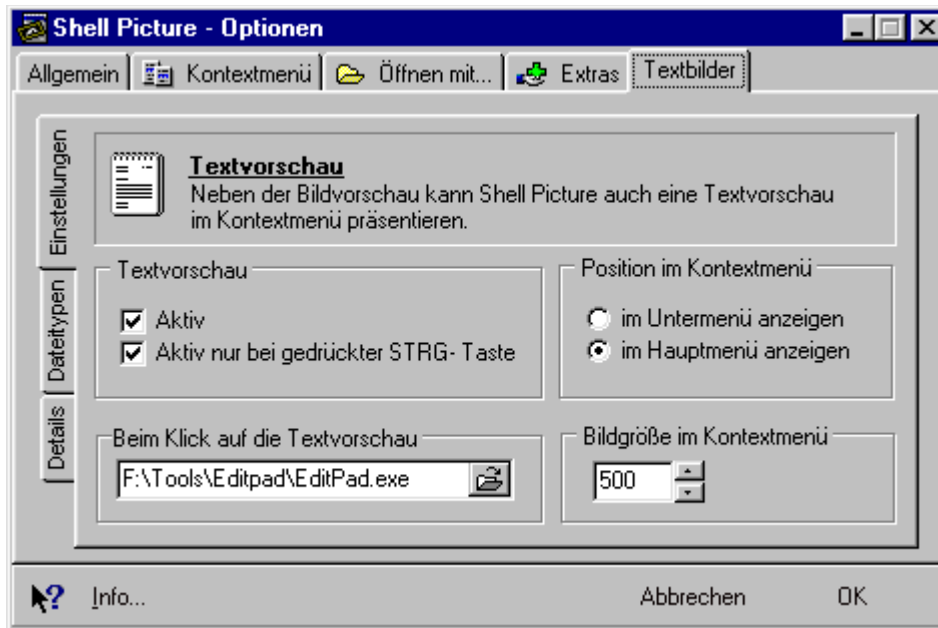 Shell Picture - Optionen
Allgemein
Kontextmenü
Öffnen mit...
Extras
Textbilder
Einstellungen
Dateitypen
Details
Textvorschau
Neben der Bildvorschau kann Shell Picture auch eine Textvorschau
im Kontextmenü präsentieren.
Textvorschau
Aktiv
Aktiv nur bei gedrückter STRG- Taste
Position im Kontextmenü
im Untermenü anzeigen
im Hauptmenü anzeigen
Beim Klick auf die Textvorschau
F:\Tools\Editpad\EditPad.exe
Bildgröße im Kontextmenü
500
Info...
Abbrechen
OK